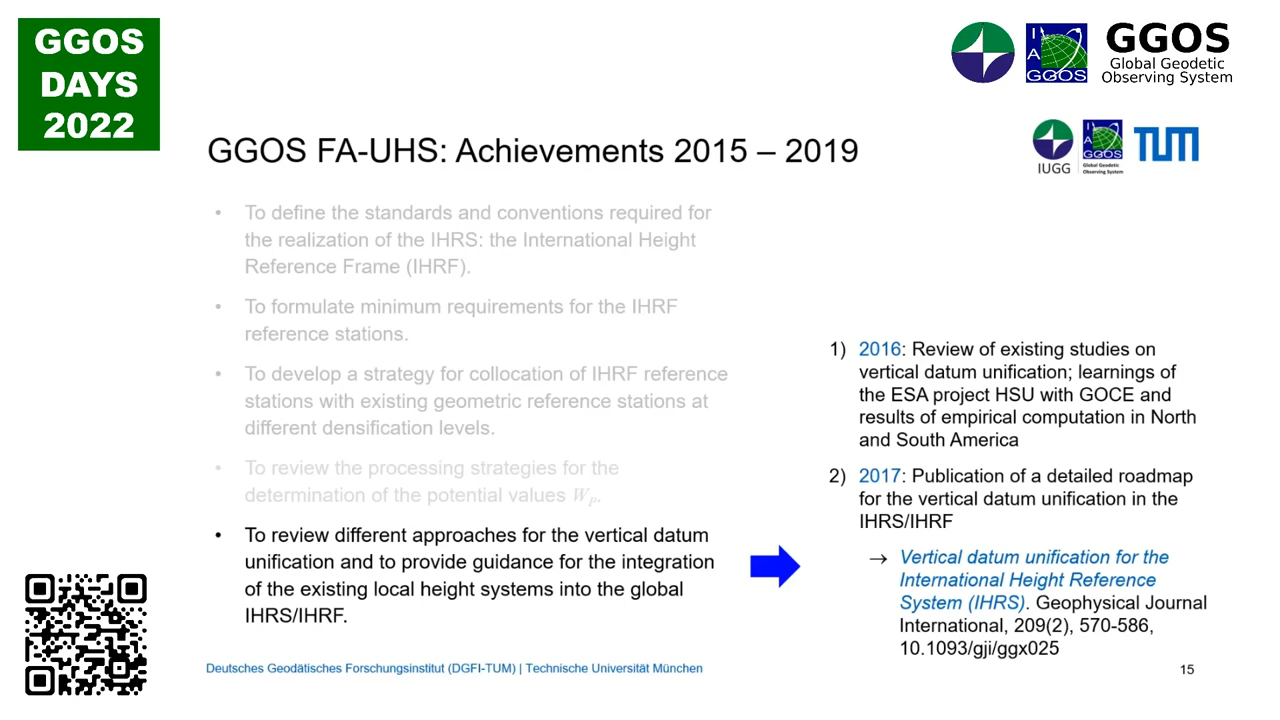 GGOS
DAYS
2022
I
A
GGOS
GGOS
Global Geodetic
Observing System
GGOS FA-UHS: Achievements 2015 – 2019
IUGG
I
A
GGOS
Global Geodetic
Observing System
TUM
• To define the standards and conventions required for
the realization of the IHRS: the International Height
Reference Frame (IHRF).
• To formulate minimum requirements for the IHRF
reference stations.
• To develop a strategy for collocation of IHRF reference
stations with existing geometric reference stations at
different densification levels.
• To review the processing strategies for the
determination of the potential values W_P.
• To review different approaches for the vertical datum
unification and to provide guidance for the integration
of the existing local height systems into the global
IHRS/IHRF.
1) 2016: Review of existing studies on
vertical datum unification; learnings of
the ESA project HSU with GOCE and
results of empirical computation in North
and South America
2) 2017: Publication of a detailed roadmap
for the vertical datum unification in the
IHRS/IHRF
→ Vertical datum unification for the
International Height Reference
System (IHRS). Geophysical Journal
International, 209(2), 570-586,
10.1093/gji/ggx025
Deutsches Geodätisches Forschungsinstitut (DGFI-TUM) | Technische Universität München
15